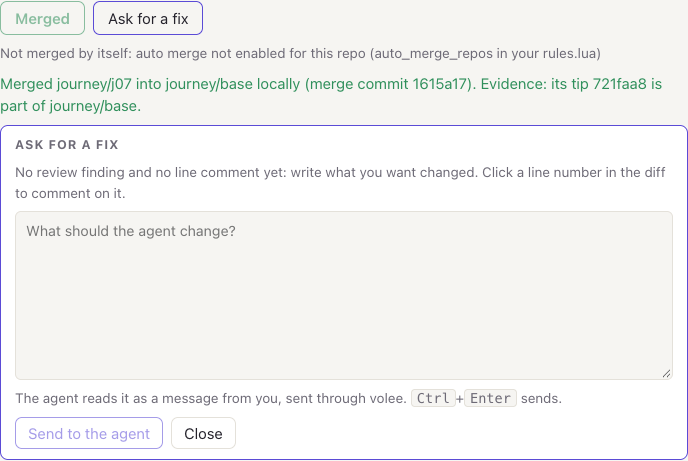 Merged Ask for a fix
Not merged by itself: auto merge not enabled for this repo (auto_merge_repos in your rules.lua)
Merged journey/j07 into journey/base locally (merge commit 1615a17). Evidence: its tip 721faa8 is
part of journey/base.
ASK FOR A FIX
No review finding and no line comment yet: write what you want changed. Click a line number in the diff
to comment on it.
What should the agent change?
The agent reads it as a message from you, sent through volee. Ctrl+Enter sends.
Send to the agent Close